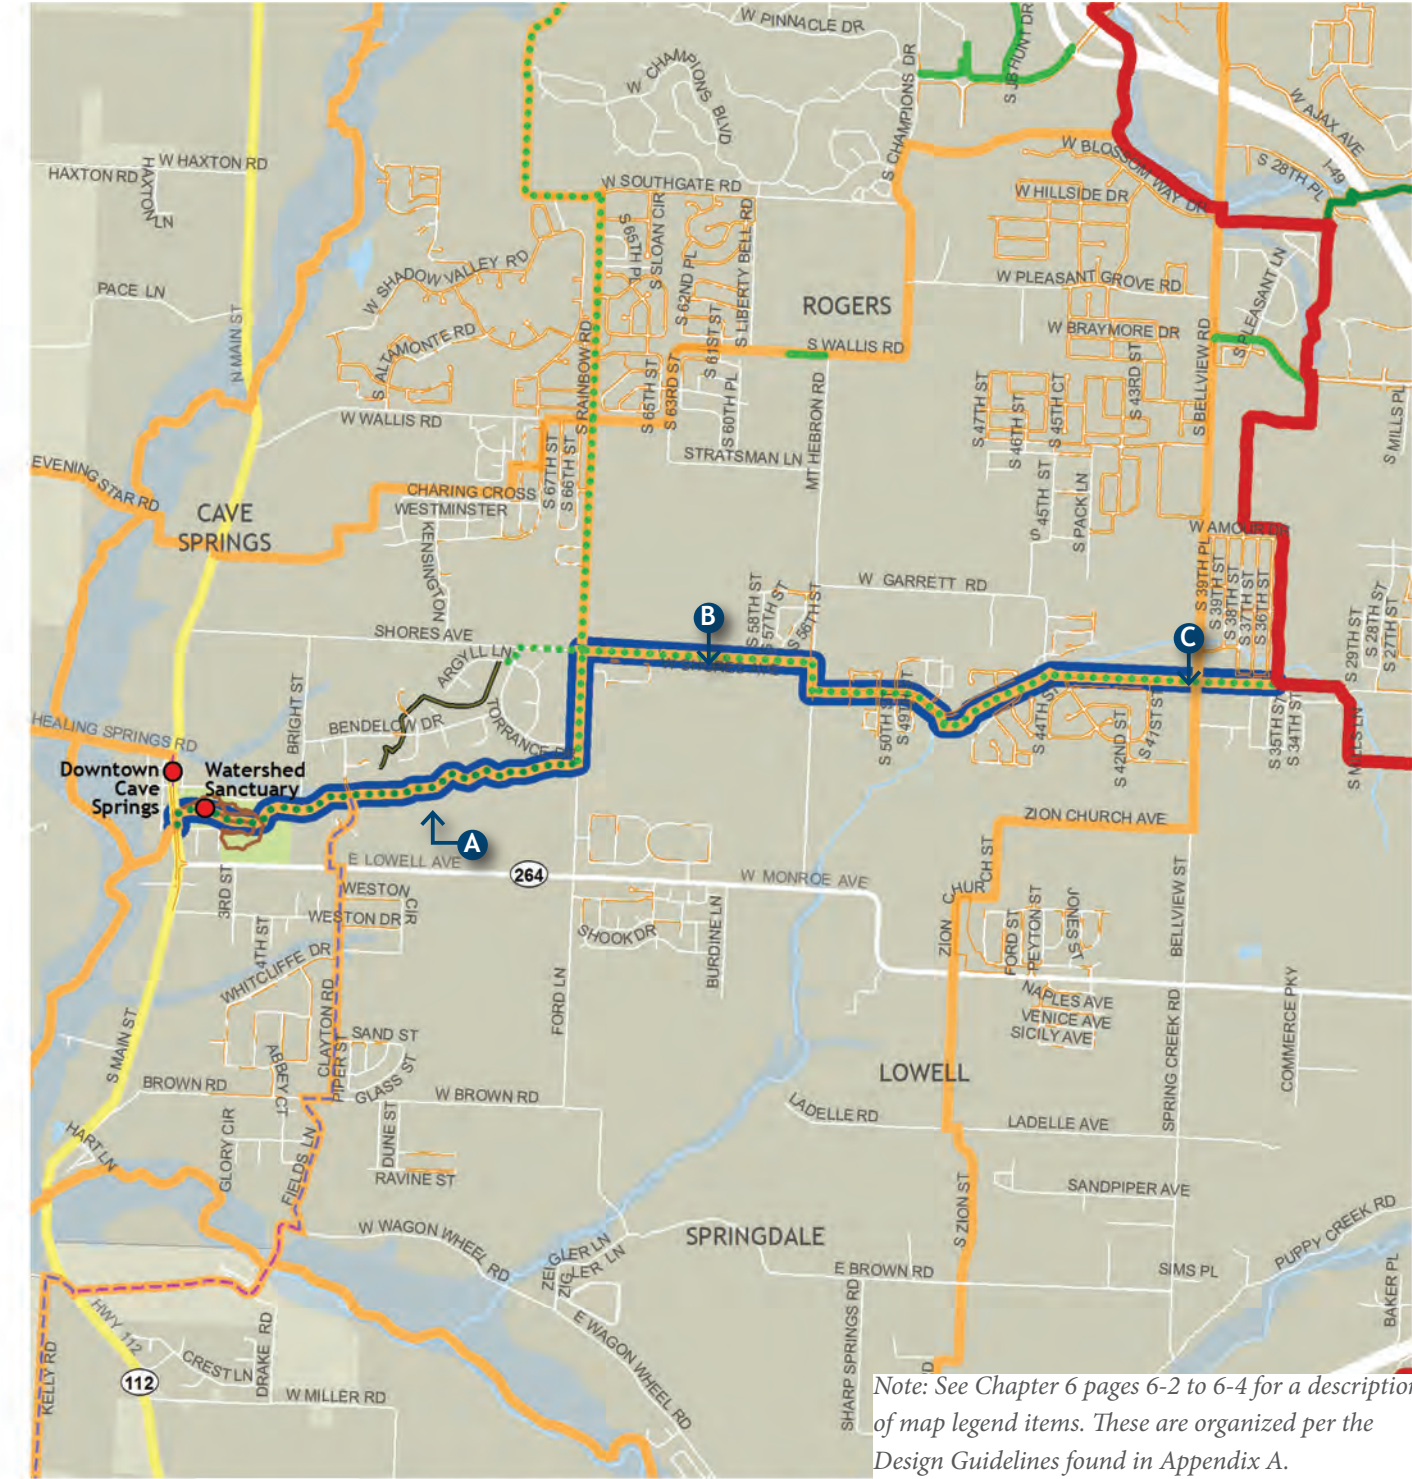 W PINNACLE DR
S JB HUNT DR
W CHAMPIONS BLVD
S CHAMPIONS DR
W AJAX AVE
W BLOSSOM WAY DR
S 28TH PL
I-49
W HAXTON RD
HAXTON RD
HAXTON LN
W SOUTHGATE RD
W HILLSIDE DR
S 65TH PL
S SLOAN CIR
S 62ND PL
S LIBERTY BELL RD
W SHADOW VALLEY RD
PACE LN
W PLEASANT GROVE RD
S PLEASANT LN
ROGERS
N MAIN ST
S ALTAMONTE RD
S RAINBOW RD
S 61ST ST
S WALLIS RD
W BRAYMORE DR
S BELLVIEW RD
S 65TH ST
S 63RD ST
S 60TH PL
MT HEBRON RD
S 47TH ST
S 46TH ST
S 45TH CT
S 43RD ST
S MILLS PL
W WALLIS RD
STRATSMAN LN
S 67TH ST
S 66TH ST
EVENING STAR RD
CHARING CROSS
WESTMINSTER
KENSINGTON
CAVE
SPRINGS
S 45TH ST
S PACK LN
W AMOUR DR
W GARRETT RD
S 39TH PL
S 39TH ST
S 38TH ST
S 37TH ST
S 36TH ST
S 58TH ST
S 57TH ST
S 56TH ST
S 29TH ST
S 28TH ST
S 27TH ST
B
C
SHORES AVE
ARGYLL LN
BRIGHT ST
BENDELOW DR
TORRANCE DR
S 50TH ST
S 49TH ST
S 44TH ST
S 42ND ST
S 41ST ST
S 35TH ST
S 34TH ST
S MILLS LN
HEALING SPRINGS RD
Downtown
Cave
Springs
Watershed
Sanctuary
A
ZION CHURCH AVE
E LOWELL AVE
264
W MONROE AVE
3RD ST
4TH ST
WESTON CIR
WESTON DR
WHITCLIFFE DR
SHOOK DR
BURDINE LN
ZION CHURCH ST
FORD ST
PEYTON ST
JONES ST
BELLVIEW ST
NAPLES AVE
VENICE AVE
SICILY AVE
S MAIN ST
CLAYTON RD
PIPER ST
SAND ST
GLASS ST
FORD LN
SPRING CREEK RD
COMMERCE PKY
LOWELL
BROWN RD
ABBEY CT
W BROWN RD
LADELLE RD
LADELLE AVE
HART LN
GLORY CIR
FIELDS LN
DUNE ST
RAVINE ST
SANDPIPER AVE
S ZION ST
W WAGON WHEEL RD
ZEIGLER LN
ZIGLER LN
SPRINGDALE
E BROWN RD
SIMS PL
PUPPY CREEK RD
BAKER PL
HWY 112
KELLY RD
CREST LN
DRAKE RD
112
W MILLER RD
E WAGON WHEEL RD
SHARP SPRINGS RD
Note: See Chapter 6 pages 6-2 to 6-4 for a description
of map legend items. These are organized per the
Design Guidelines found in Appendix A.